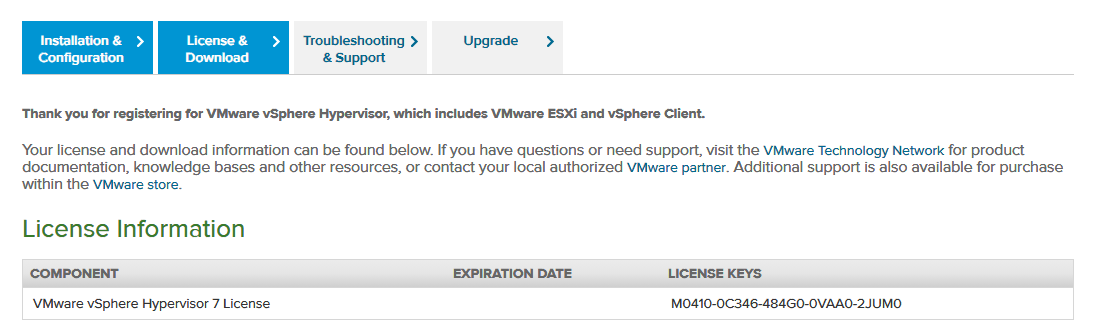 Installation & Configuration
License & Download
Troubleshooting & Support
Upgrade
Thank you for registering for VMware vSphere Hypervisor, which includes VMware ESXi and vSphere Client.
Your license and download information can be found below. If you have questions or need support, visit the VMware Technology Network for product
documentation, knowledge bases and other resources, or contact your local authorized VMware partner. Additional support is also available for purchase
within the VMware store.
License Information
COMPONENT EXPIRATION DATE LICENSE KEYS
VMware vSphere Hypervisor 7 License M0410-0C346-484G0-0VAA0-2JUM0